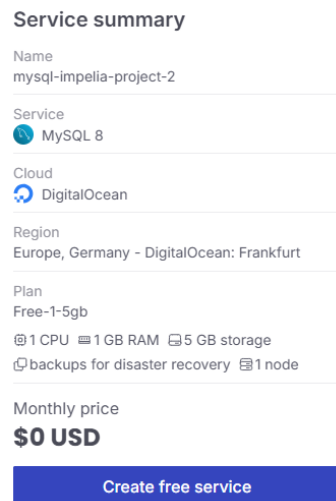 Service summary
Name
mysql-impelia-project-2
Service
MySQL 8
Cloud
DigitalOcean
Region
Europe, Germany - DigitalOcean: Frankfurt
Plan
Free-1-5gb
1 CPU 1 GB RAM 5 GB storage
backups for disaster recovery 1 node
Monthly price
$0 USD
Create free service